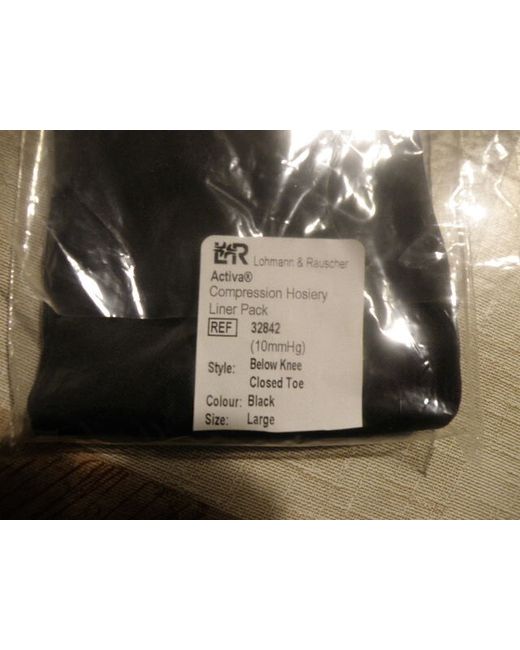 L&R Lohmann & Rauscher
Activa®
Compression Hosiery
Liner Pack
REF 32842
(10mmHg)
Style: Below Knee
Closed Toe
Colour: Black
Size: Large